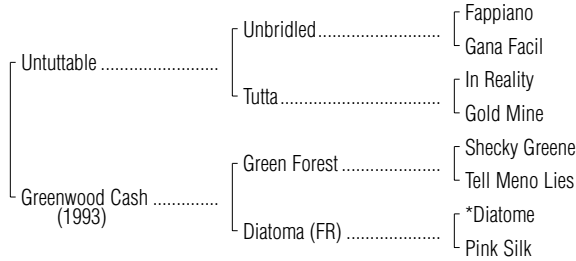 Fappiano
Unbridled
Gana Facil
Untuttable
In Reality
Tutta
Gold Mine
Shecky Greene
Green Forest
Tell Meno Lies
Greenwood Cash
(1993)
*Diatome
Diatoma (FR)
Pink Silk